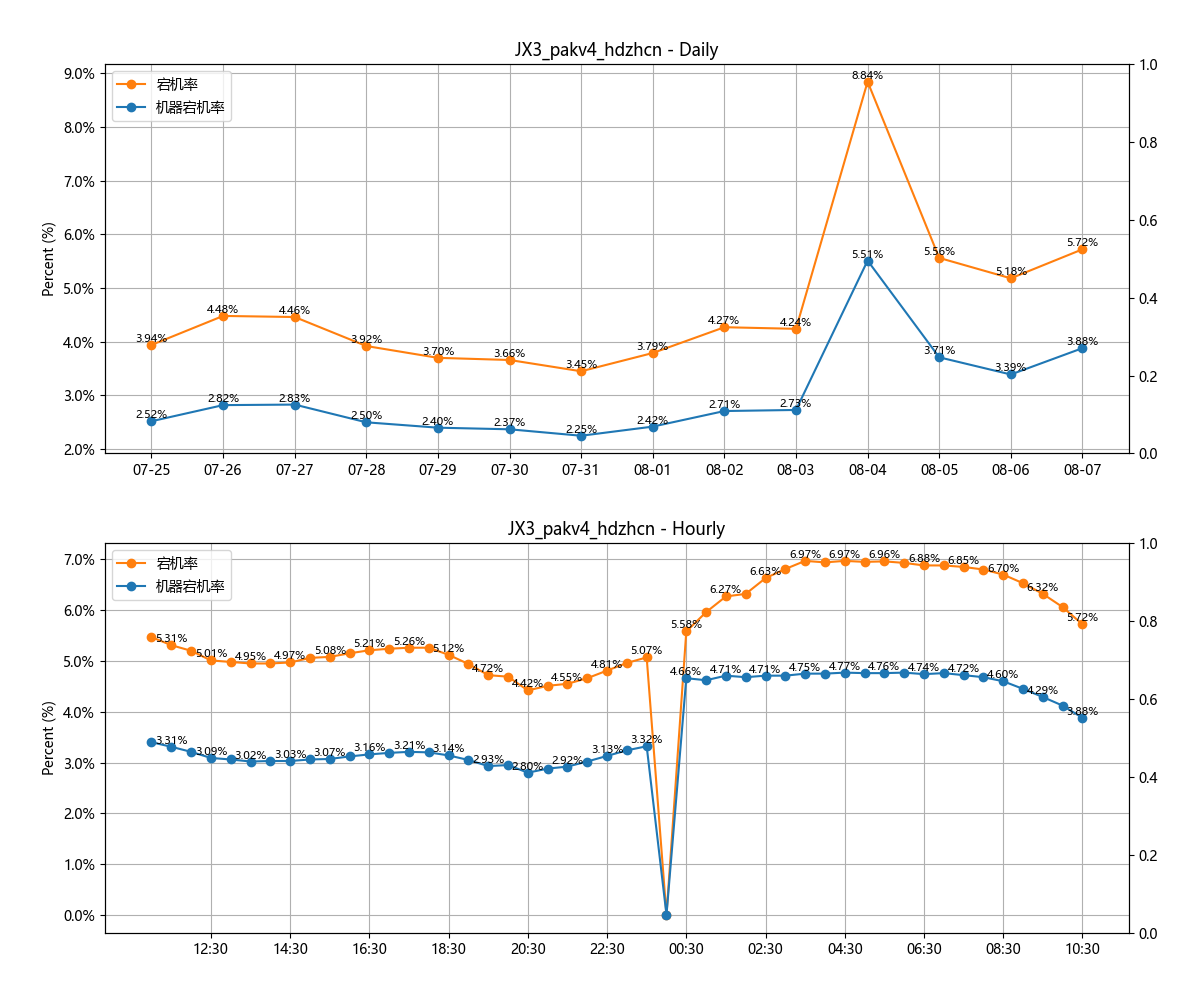 JX3_pakv4_hdzhcn - Daily
宕机率
机器宕机率
Percent (%)
9.0%
8.0%
7.0%
6.0%
5.0%
4.0%
3.0%
2.0%
1.0
0.8
0.6
0.4
0.2
0.0
3.94% 4.48% 4.46% 3.92% 3.70% 3.66% 3.45% 3.79% 4.27% 4.24% 8.84% 5.56% 5.18% 5.72%
2.52% 2.82% 2.83% 2.50% 2.40% 2.37% 2.25% 2.42% 2.71% 2.73% 5.51% 3.71% 3.39% 3.88%
07-25 07-26 07-27 07-28 07-29 07-30 07-31 08-01 08-02 08-03 08-04 08-05 08-06 08-07
JX3_pakv4_hdzhcn - Hourly
宕机率
机器宕机率
Percent (%)
7.0%
6.0%
5.0%
4.0%
3.0%
2.0%
1.0%
0.0%
1.0
0.8
0.6
0.4
0.2
0.0
5.31% 5.01% 4.95% 4.97% 5.08% 5.21% 5.26% 5.12% 4.72% 4.42% 4.55% 4.81% 5.07% 5.58% 6.27% 6.63% 6.97% 6.97% 6.96% 6.88% 6.85% 6.70% 6.32% 5.72%
3.31% 3.09% 3.02% 3.03% 3.07% 3.16% 3.21% 3.14% 2.93% 2.80% 2.92% 3.13% 3.32% 4.66% 4.71% 4.71% 4.75% 4.77% 4.76% 4.74% 4.72% 4.60% 4.29% 3.88%
12:30 14:30 16:30 18:30 20:30 22:30 00:30 02:30 04:30 06:30 08:30 10:30